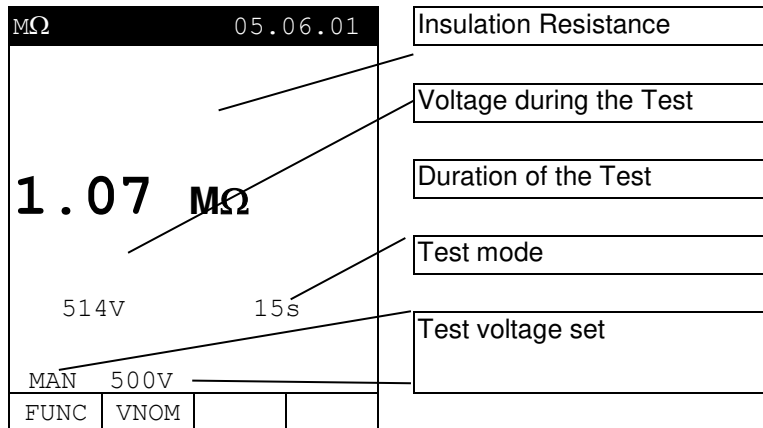 MΩ 05.06.01
1.07 MΩ
514V 15s
MAN 500V
FUNC VNOM
Insulation Resistance
Voltage during the Test
Duration of the Test
Test mode
Test voltage set